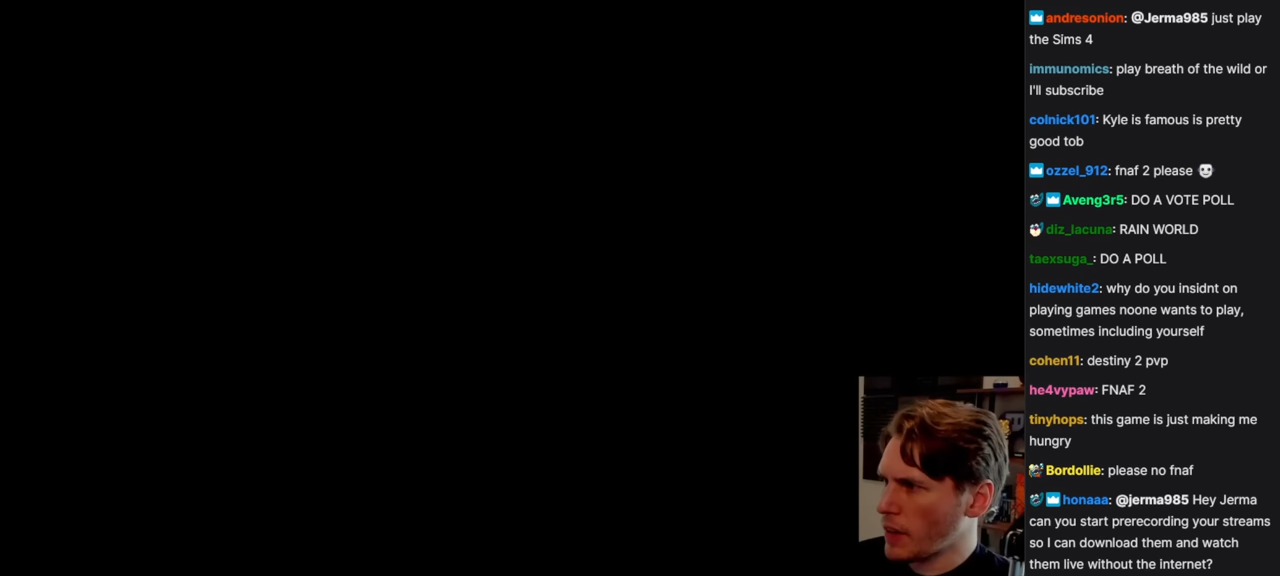 andresonion: @Jerma985 just play
the Sims 4
immunomics: play breath of the wild or
I'll subscribe
colnick101: Kyle is famous is pretty
good tob
ozzel_912: fnaf 2 please
Aveng3r5: DO A VOTE POLL
diz_lacuna: RAIN WORLD
taexsuga_: DO A POLL
hidewhite2: why do you insidnt on
playing games noone wants to play,
sometimes including yourself
cohen11: destiny 2 pvp
he4vypaw: FNAF 2
tinyhops: this game is just making me
hungry
Bordollie: please no fnaf
honaaa: @jerma985 Hey Jerma
can you start prerecording your streams
so I can download them and watch
them live without the internet?